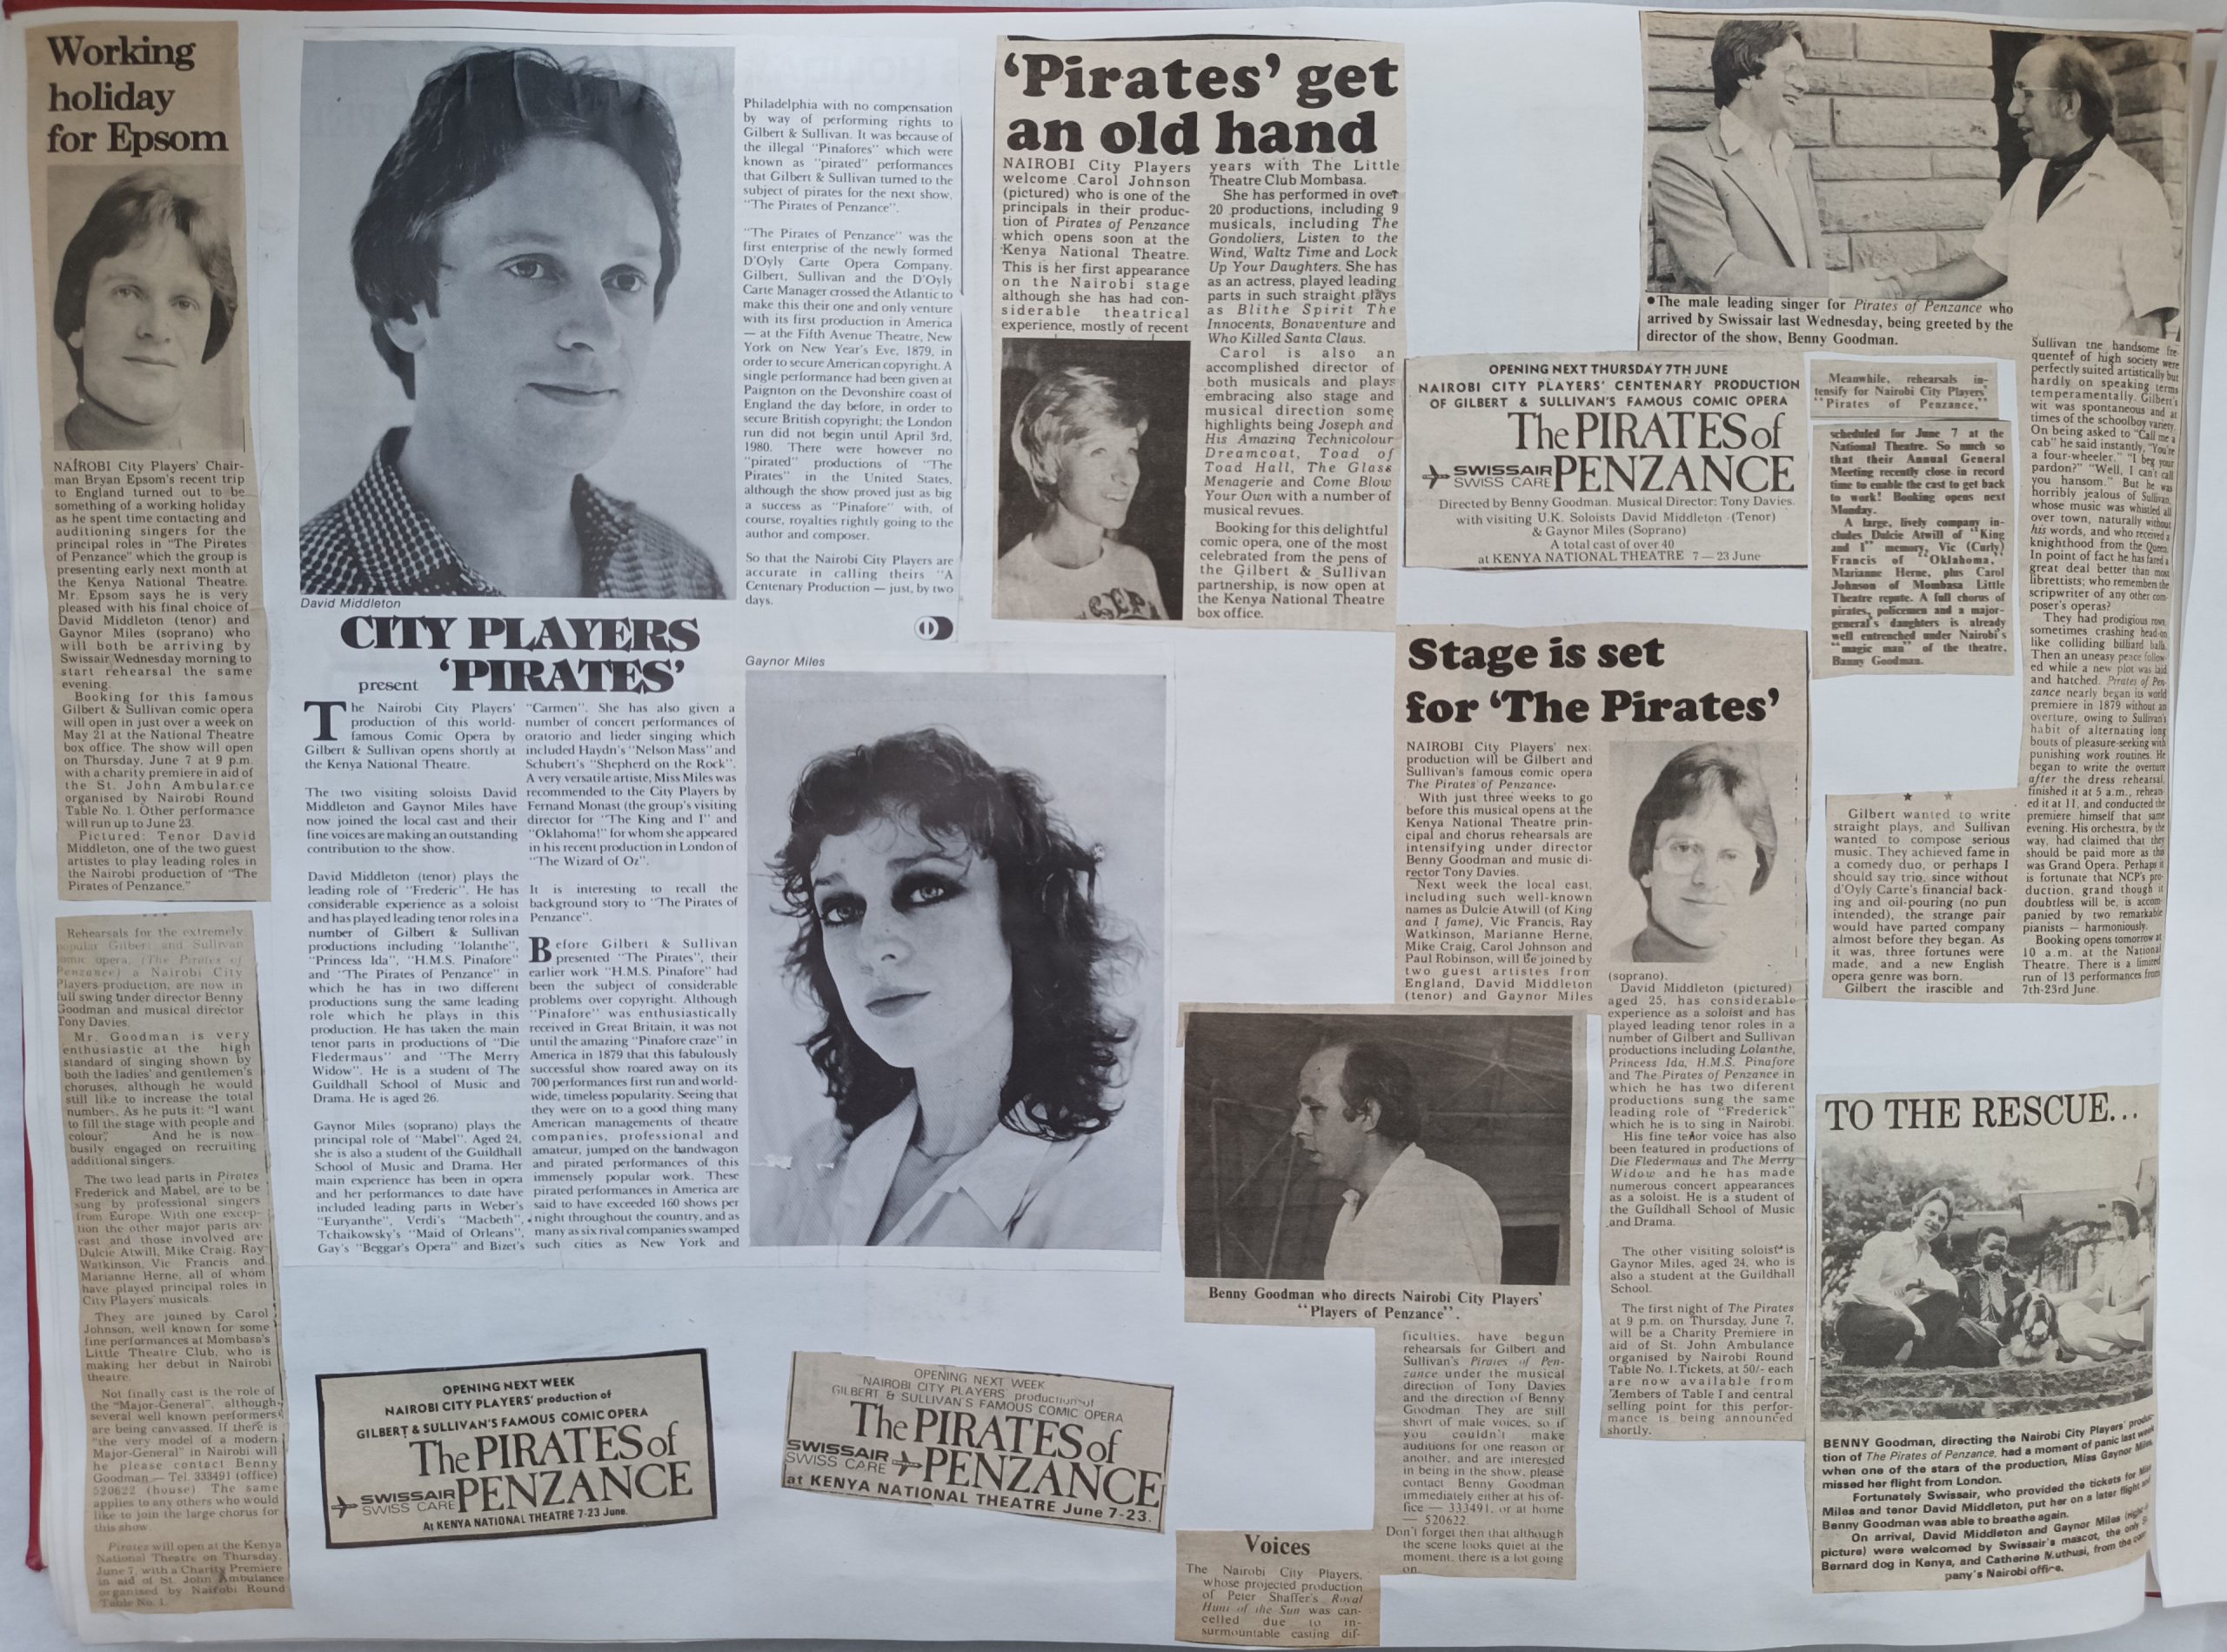 Working
holiday
for Epsom
NAIROBI City Players' Chair-
man Bryan Epsom's recent trip
to England turned out to be
something of a working holiday
as he spent time contacting and
auditioning singers for the
principal roles in "The Pirates
of Penzance" which the group is
presenting early next month at
the Kenya National Theatre.
Mr. Epsom says he is very
pleased with his final choice of
David Middleton (tenor) and
Gaynor Miles (soprano) who
will both be arriving by
Swissair Wednesday morning to
start rehearsal the same
evening.
Booking for this famous
Gilbert & Sullivan comic opera
will open in just over a week on
May 21 at the National Theatre
box office. The show will open
on Thursday, June 7 at 9 p.m.
with a charity premiere in aid of
the St. John Ambulance
organised by Nairobi Round
Table No. 1. Other performance
will run up to June 23.
Pictured: Tenor David
Middleton, one of the two guest
artistes to play leading roles in
the Nairobi production of "The
Pirates of Penzance."
Rehearsals for the extremely
popular Gilbert and Sullivan
comic opera, (The Pirates of
Penzance) a Nairobi City
Players production, are now in
full swing under director Benny
Goodman and musical director
Tony Davies.
Mr. Goodman is very
enthusiastic at the high
standard of singing shown by
both the ladies' and gentlemen's
choruses, although he would
still like to increase the total
numbers. As he puts it: "I want
to fill the stage with people and
colour." And he is now
busily engaged on recruiting
additional singers.
The two lead parts in Pirates
Frederick and Mabel, are to be
sung by professional singers
from Europe. With one excep-
tion the other major parts are
cast and those involved are
Dulcie Atwill, Mike Craig, Ray
Watkinson, Vic Francis and
Marianne Herne, all of whom
have played principal roles in
City Players' musicals.
They are joined by Carol
Johnson, well known for some
fine performances at Mombasa's
Little Theatre Club, who is
making her debut in Nairobi
theatre.
Not finally cast is the role of
the "Major-General", although
several well known performers
are being canvassed. If there is
"the very model of a modern
Major-General" in Nairobi will
he please contact Benny
Goodman — Tel. 333491 (office)
520622 (house). The same
applies to any others who would
like to join the large chorus for
this show.
Pirates will open at the Kenya
National Theatre on Thursday,
June 7, with a Charity Premiere
in aid of St. John Ambulance
organised by Nairobi Round
Table No. 1.
David Middleton
CITY PLAYERS
present 'PIRATES'
The Nairobi City Players'
production of this world-
famous Comic Opera by
Gilbert & Sullivan opens shortly at
the Kenya National Theatre.
The two visiting soloists David
Middleton and Gaynor Miles have
now joined the local cast and their
fine voices are making an outstanding
contribution to the show.
David Middleton (tenor) plays the
leading role of "Frederic". He has
considerable experience as a soloist
and has played leading tenor roles in a
number of Gilbert & Sullivan
productions including "Iolanthe",
"Princess Ida", "H.M.S. Pinafore"
and "The Pirates of Penzance" in
which he has in two different
productions sung the same leading
role which he plays in this
production. He has taken the main
tenor parts in productions of "Die
Fledermaus" and "The Merry
Widow". He is a student of The
Guildhall School of Music and
Drama. He is aged 26.
Gaynor Miles (soprano) plays the
principal role of "Mabel". Aged 24,
she is also a student of the Guildhall
School of Music and Drama. Her
main experience has been in opera
and her performances to date have
included leading parts in Weber's
"Euryanthe", Verdi's "Macbeth",
Tchaikowsky's "Maid of Orleans",
Gay's "Beggar's Opera" and Bizet's
"Carmen". She has also given a
number of concert performances of
oratorio and lieder singing which
included Haydn's "Nelson Mass" and
Schubert's "Shepherd on the Rock".
A very versatile artiste, Miss Miles was
recommended to the City Players by
Fernand Monast (the group's visiting
director for "The King and I" and
"Oklahoma!" for whom she appeared
in his recent production in London of
"The Wizard of Oz".
It is interesting to recall the
background story to "The Pirates of
Penzance".
Before Gilbert & Sullivan
presented "The Pirates", their
earlier work "H.M.S. Pinafore" had
been the subject of considerable
problems over copyright. Although
"Pinafore" was enthusiastically
received in Great Britain, it was not
until the amazing "Pinafore craze" in
America in 1879 that this fabulously
successful show roared away on its
700 performances first run and world-
wide, timeless popularity. Seeing that
they were on to a good thing many
American managements of theatre
companies, professional and
amateur, jumped on the bandwagon
and pirated performances of this
immensely popular work. These
pirated performances in America are
said to have exceeded 160 shows per
night throughout the country, and as
many as six rival companies swamped
such cities as New York and
Philadelphia with no compensation
by way of performing rights to
Gilbert & Sullivan. It was because of
the illegal "Pinafores" which were
known as "pirated" performances
that Gilbert & Sullivan turned to the
subject of pirates for the next show,
"The Pirates of Penzance".
"The Pirates of Penzance" was the
first enterprise of the newly formed
D'Oyly Carte Opera Company.
Gilbert, Sullivan and the D'Oyly
Carte Manager crossed the Atlantic to
make this their one and only venture
with its first production in America
— at the Fifth Avenue Theatre, New
York on New Year's Eve, 1879, in
order to secure American copyright. A
single performance had been given at
Paignton on the Devonshire coast of
England the day before, in order to
secure British copyright; the London
run did not begin until April 3rd,
1980. There were however no
"pirated" productions of "The
Pirates" in the United States,
although the show proved just as big
a success as "Pinafore" with, of
course, royalties rightly going to the
author and composer.
So that the Nairobi City Players are
accurate in calling theirs "A
Centenary Production — just, by two
days.
Gaynor Miles
OPENING NEXT WEEK
NAIROBI CITY PLAYERS' production of
GILBERT & SULLIVAN'S FAMOUS COMIC OPERA
The PIRATES of
SWISSAIR
SWISS CARE
PENZANCE
At KENYA NATIONAL THEATRE 7-23 June.
OPENING NEXT WEEK
NAIROBI CITY PLAYERS production of
GILBERT & SULLIVAN'S FAMOUS COMIC OPERA
The PIRATES of
SWISSAIR
SWISS CARE
PENZANCE
at KENYA NATIONAL THEATRE June 7-23.
'Pirates' get
an old hand
NAIROBI City Players
welcome Carol Johnson
(pictured) who is one of the
principals in their produc-
tion of Pirates of Penzance
which opens soon at the
Kenya National Theatre.
This is her first appearance
on the Nairobi stage
although she has had con-
siderable theatrical
experience, mostly of recent
years with The Little
Theatre Club Mombasa.
She has performed in over
20 productions, including 9
musicals, including The
Gondoliers, Listen to the
Wind, Waltz Time and Lock
Up Your Daughters. She has
as an actress, played leading
parts in such straight plays
as Blithe Spirit The
Innocents, Bonaventure and
Who Killed Santa Claus.
Carol is also an
accomplished director of
both musicals and plays
embracing also stage and
musical direction some
highlights being Joseph and
His Amazing Technicolour
Dreamcoat, Toad of
Toad Hall, The Glass
Menagerie and Come Blow
Your Own with a number of
musical revues.
Booking for this delightful
comic opera, one of the most
celebrated from the pens of
the Gilbert & Sullivan
partnership, is now open at
the Kenya National Theatre
box office.
OPENING NEXT THURSDAY 7TH JUNE
NAIROBI CITY PLAYERS' CENTENARY PRODUCTION
OF GILBERT & SULLIVAN'S FAMOUS COMIC OPERA
The PIRATES of
SWISSAIR
SWISS CARE
PENZANCE
Directed by Benny Goodman. Musical Director: Tony Davies.
with visiting U.K. Soloists David Middleton (Tenor)
& Gaynor Miles (Soprano)
A total cast of over 40
at KENYA NATIONAL THEATRE 7 — 23 June
Stage is set
for 'The Pirates'
NAIROBI City Players' nex
production will be Gilbert and
Sullivan's famous comic opera
The Pirates of Penzance.
With just three weeks to go
before this musical opens at the
Kenya National Theatre prin-
cipal and chorus rehearsals are
intensifying under director
Benny Goodman and music di-
rector Tony Davies.
Next week the local cast,
including such well-known
names as Dulcie Atwill (of King
and I fame), Vic Francis, Ray
Watkinson, Marianne Herne,
Mike Craig, Carol Johnson and
Paul Robinson, will be joined by
two guest artistes from
England, David Middleton
(tenor) and Gaynor Miles
(soprano).
David Middleton (pictured)
aged 25, has considerable
experience as a soloist and has
played leading tenor roles in a
number of Gilbert and Sullivan
productions including Lolanthe,
Princess Ida, H.M.S. Pinafore
and The Pirates of Penzance in
which he has two diferent
productions sung the same
leading role of "Frederick"
which he is to sing in Nairobi.
His fine tenor voice has also
been featured in productions of
Die Fledermaus and The Merry
Widow and he has made
numerous concert appearances
as a soloist. He is a student of
the Guildhall School of Music
and Drama.
The other visiting soloist is
Gaynor Miles, aged 24, who is
also a student at the Guildhall
School.
The first night of The Pirates
at 9 p.m. on Thursday, June 7,
will be a Charity Premiere in
aid of St. John Ambulance
organised by Nairobi Round
Table No. 1. Tickets, at 50/- each
are now available from
Members of Table 1 and central
selling point for this perfor-
mance is being announced
shortly.
Benny Goodman who directs Nairobi City Players'
"Players of Penzance".
Voices
The Nairobi City Players,
whose projected production
of Peter Shaffer's Royal
Hunt of the Sun was can-
celled due to in-
surmountable casting dif-
ficulties, have begun
rehearsals for Gilbert and
Sullivan's Pirates of Pen-
zance under the musical
direction of Tony Davies
and the direction of Benny
Goodman. They are still
short of male voices, so if
you couldn't make
auditions for one reason or
another, and are interested
in being in the show, please
contact Benny Goodman
immediately either at his of-
fice — 333491, or at home
— 520622.
Don't forget then that although
the scene looks quiet at the
moment, there is a lot going
on.
●The male leading singer for Pirates of Penzance who
arrived by Swissair last Wednesday, being greeted by the
director of the show, Benny Goodman.
Meanwhile, rehearsals in-
tensify for Nairobi City Players'
"Pirates of Penzance,"
scheduled for June 7 at the
National Theatre. So much so
that their Annual General
Meeting recently close in record
time to enable the cast to get back
to work! Booking opens next
Monday.
A large, lively company in-
cludes Dulcie Atwill of "King
and I" memory, Vic (Curly)
Francis of "Oklahoma,"
Marianne Herne, plus Carol
Johnson of Mombasa Little
Theatre repute. A full chorus of
pirates, policemen and a major-
general's daughters is already
well entrenched under Nairobi's
"magic man" of the theatre,
Banny Goodman.
Gilbert wanted to write
straight plays, and Sullivan
wanted to compose serious
music. They achieved fame in
a comedy duo, or perhaps I
should say trio, since without
d'Oyly Carte's financial back-
ing and oil-pouring (no pun
intended), the strange pair
would have parted company
almost before they began. As
it was, three fortunes were
made, and a new English
opera genre was born.
Gilbert the irascible and
Sullivan the handsome fre-
quenter of high society were
perfectly suited artistically but
hardly on speaking terms
temperamentally. Gilbert's
wit was spontaneous and at
times of the schoolboy variety.
On being asked to "Call me a
cab" he said instantly, "You're
a four-wheeler." "I beg your
pardon?" "Well, I can't call
you hansom." But he was
horribly jealous of Sullivan,
whose music was whistled all
over town, naturally without
his words, and who received a
knighthood from the Queen.
In point of fact he has fared a
great deal better than most
librettists; who remembers the
scripwriter of any other com-
poser's operas?
They had prodigious rows,
sometimes crashing head-on
like colliding billiard balls.
Then an uneasy peace follow-
ed while a new plot was laid
and hatched. Pirates of Pen-
zance nearly began its world
premiere in 1879 without an
overture, owing to Sullivan's
habit of alternating long
bouts of pleasure-seeking with
punishing work routines. He
began to write the overture
after the dress rehearsal,
finished it at 5 a.m., rehears-
ed it at 11, and conducted the
premiere himself that same
evening. His orchestra, by the
way, had claimed that they
should be paid more as this
was Grand Opera. Perhaps it
is fortunate that NCP's pro-
duction, grand though it
doubtless will be, is accom-
panied by two remarkable
pianists — harmoniously.
Booking opens tomorrow at
10 a.m. at the National
Theatre. There is a limited
run of 13 performances from
7th-23rd June.
TO THE RESCUE...
BENNY Goodman, directing the Nairobi City Players' produc-
tion of The Pirates of Penzance, had a moment of panic last week
when one of the stars of the production, Miss Gaynor Miles
missed her flight from London.
Fortunately Swissair, who provided the tickets for Miss
Miles and tenor David Middleton, put her on a later flight and
Benny Goodman was able to breathe again.
On arrival, David Middleton and Gaynor Miles (right
picture) were welcomed by Swissair's mascot, the only St.
Bernard dog in Kenya, and Catherine Muthusi, from the com-
pany's Nairobi office.